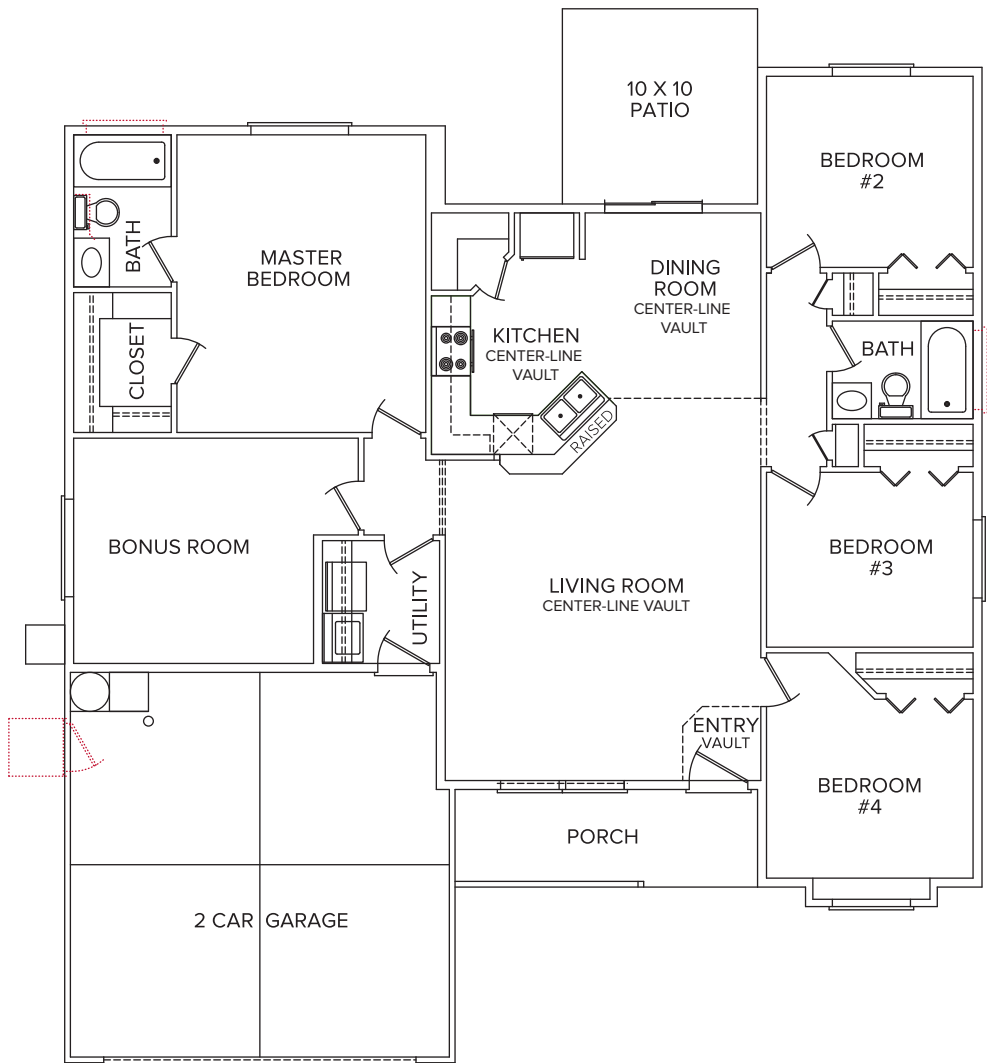 10 X 10
PATIO
BEDROOM
#2
BATH
MASTER
BEDROOM
DINING
ROOM
CENTER-LINE
VAULT
KITCHEN
CENTER-LINE
VAULT
CLOSET
BATH
RAISED
BONUS ROOM
BEDROOM
#3
UTILITY
LIVING ROOM
CENTER-LINE VAULT
ENTRY
VAULT
BEDROOM
#4
PORCH
2 CAR GARAGE